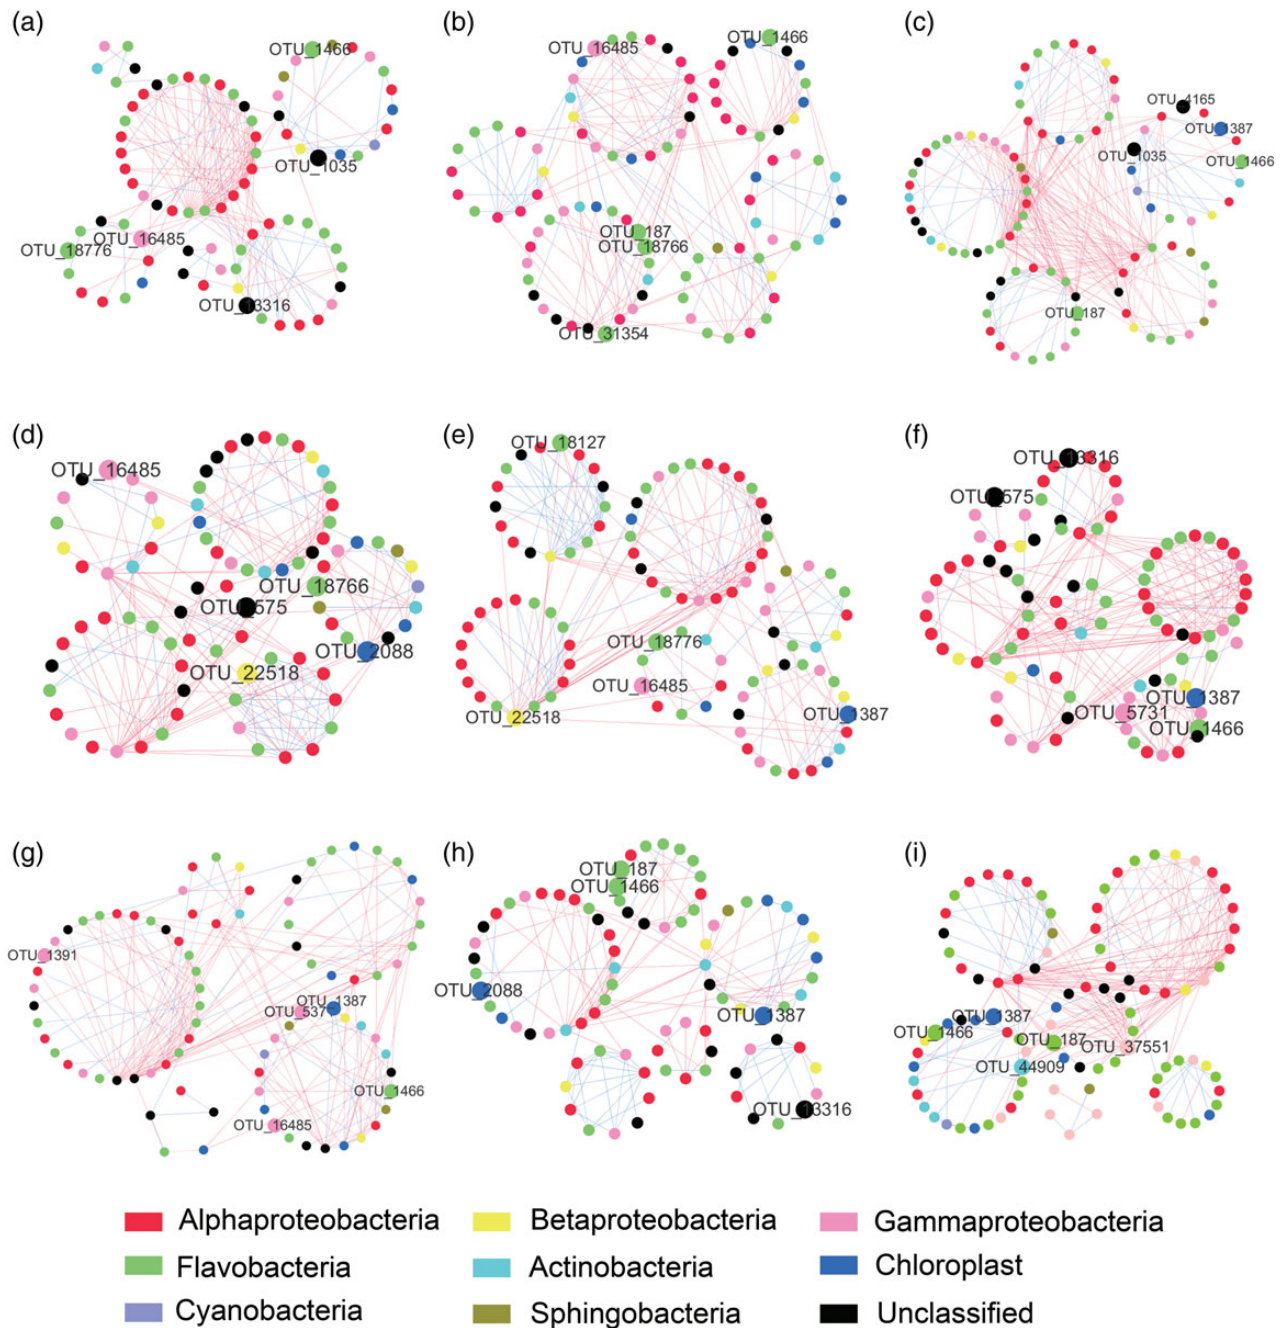 (a)
OTU_1466
OTU_1035
OTU_18776
OTU_16485
OTU_13316
(b)
OTU_16485
OTU_1466
OTU_187
OTU_18766
OTU_31354
(c)
OTU_4165
OTU_1387
OTU_1035
OTU_1466
OTU_187
(d)
OTU_16485
OTU_18766
OTU_575
OTU_2088
OTU_22518
(e)
OTU_18127
OTU_18776
OTU_16485
OTU_22518
OTU_1387
(f)
OTU_13316
OTU_575
OTU_1387
OTU_5731
OTU_1466
(g)
OTU_1391
OTU_1387
OTU_537
OTU_1466
OTU_16485
(h)
OTU_187
OTU_1466
OTU_2088
OTU_1387
OTU_13316
(i)
OTU_1387
OTU_1466
OTU_187
OTU_37551
OTU_44909
Alphaproteobacteria Betaproteobacteria Gammaproteobacteria
Flavobacteria Actinobacteria Chloroplast
Cyanobacteria Sphingobacteria Unclassified